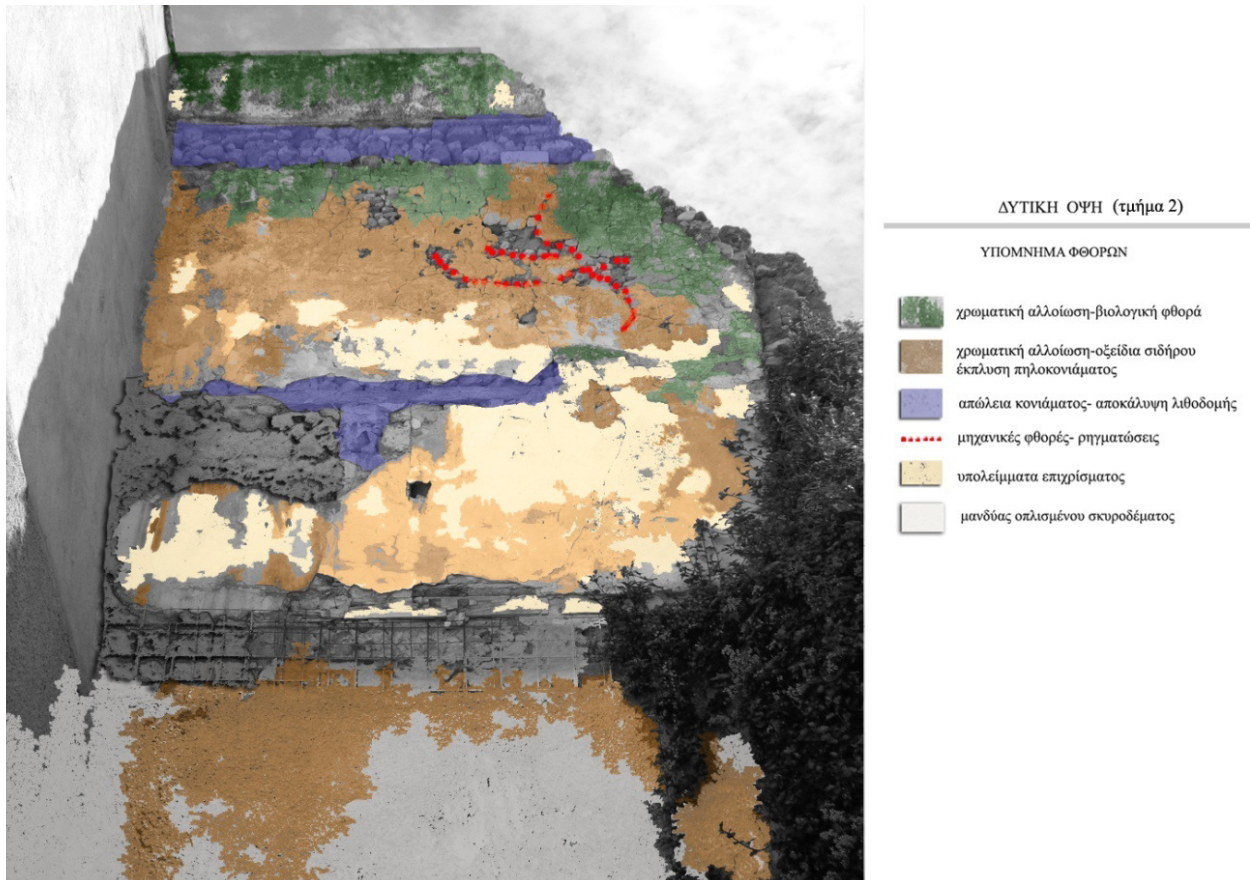 ΔΥΤΙΚΗ ΟΨΗ (τμήμα 2)
ΥΠΟΜΝΗΜΑ ΦΘΟΡΩΝ
χρωματική αλλοίωση-βιολογική φθορά
χρωματική αλλοίωση-οξείδια σιδήρου
έκπλυση πηλοκονιάματος
απώλεια κονιάματος- αποκάλυψη λιθοδομής
μηχανικές φθορές- ρηγματώσεις
υπολείμματα επιχρίσματος
μανδύας οπλισμένου σκυροδέματος